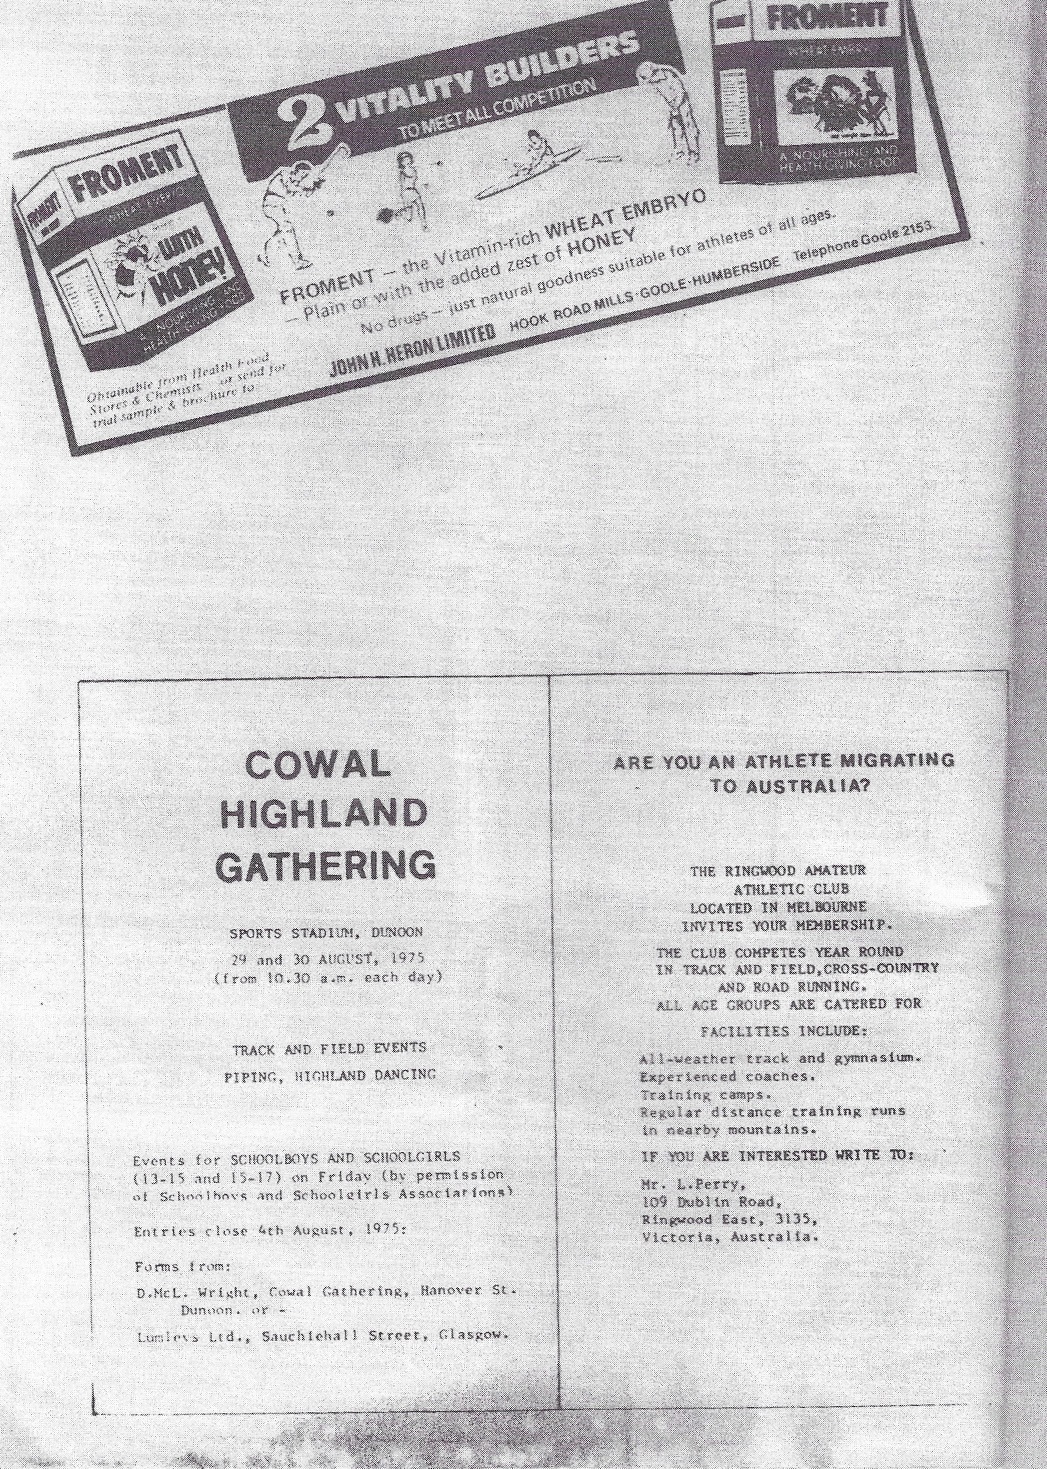 FROMENT
WHEAT EMBRYO
WITH
HONEY
A NOURISHING AND
HEALTH GIVING FOOD
FROMENT
2 VITALITY BUILDERS
TO MEET ALL COMPETITION
FROMENT
WHEAT EMBRYO
A NOURISHING AND
HEALTH GIVING FOOD
FROMENT — the Vitamin-rich WHEAT EMBRYO
— Plain or with the added zest of HONEY
No drugs — just natural goodness suitable for athletes of all ages.
JOHN H. HERON LIMITED HOOK ROAD MILLS·GOOLE·HUMBERSIDE Telephone Goole 2153.
Obtainable from Health Food
Stores & Chemists or send for
trial sample & brochure to
COWAL
HIGHLAND
GATHERING
SPORTS STADIUM, DUNOON
29 and 30 AUGUST, 1975
(from 10.30 a.m. each day)
TRACK AND FIELD EVENTS
PIPING, HIGHLAND DANCING
Events for SCHOOLBOYS AND SCHOOLGIRLS
(13-15 and 15-17) on Friday (by permission
of Schoolboys and Schoolgirls Associations)
Entries close 4th August, 1975:
Forms from:
D.McL. Wright, Cowal Gathering, Hanover St.
Dunoon. or -
Lumleys Ltd., Sauchiehall Street, Glasgow.
ARE YOU AN ATHLETE MIGRATING
TO AUSTRALIA?
THE RINGWOOD AMATEUR
ATHLETIC CLUB
LOCATED IN MELBOURNE
INVITES YOUR MEMBERSHIP.
THE CLUB COMPETES YEAR ROUND
IN TRACK AND FIELD,CROSS-COUNTRY
AND ROAD RUNNING.
ALL AGE GROUPS ARE CATERED FOR
FACILITIES INCLUDE:
All-weather track and gymnasium.
Experienced coaches.
Training camps.
Regular distance training runs
in nearby mountains.
IF YOU ARE INTERESTED WRITE TO:
Mr. L.Perry,
109 Dublin Road,
Ringwood East, 3135,
Victoria, Australia.